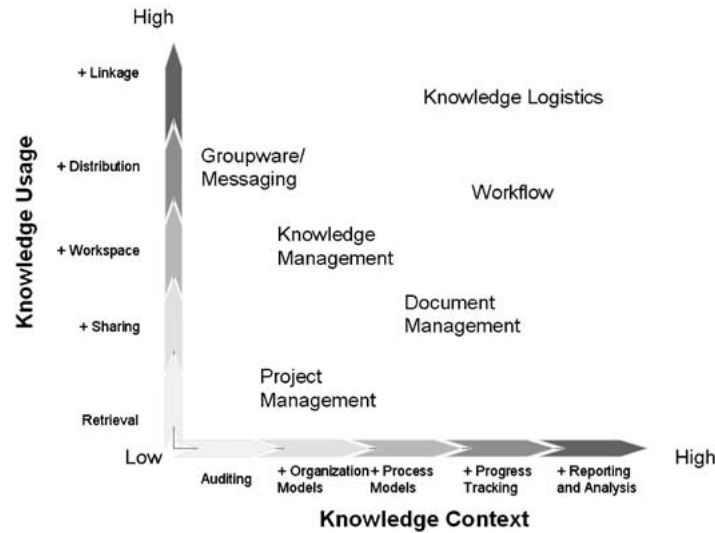 High
+ Linkage
Knowledge Logistics
Groupware/
Messaging
+ Distribution
Workflow
Knowledge Usage
Knowledge
Management
+ Workspace
Document
Management
+ Sharing
Project
Management
Retrieval
Low
High
Auditing
+ Organization
Models
+ Process
Models
+ Progress
Tracking
+ Reporting
and Analysis
Knowledge Context